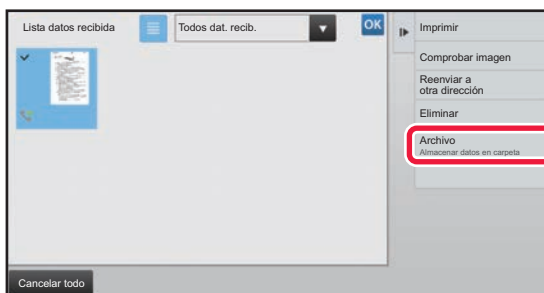 Lista datos recibida
Todos dat. recib.
OK
Imprimir
Comprobar imagen
Reenviar a
otra dirección
Eliminar
Archivo
Almacenar datos en carpeta
Cancelar todo